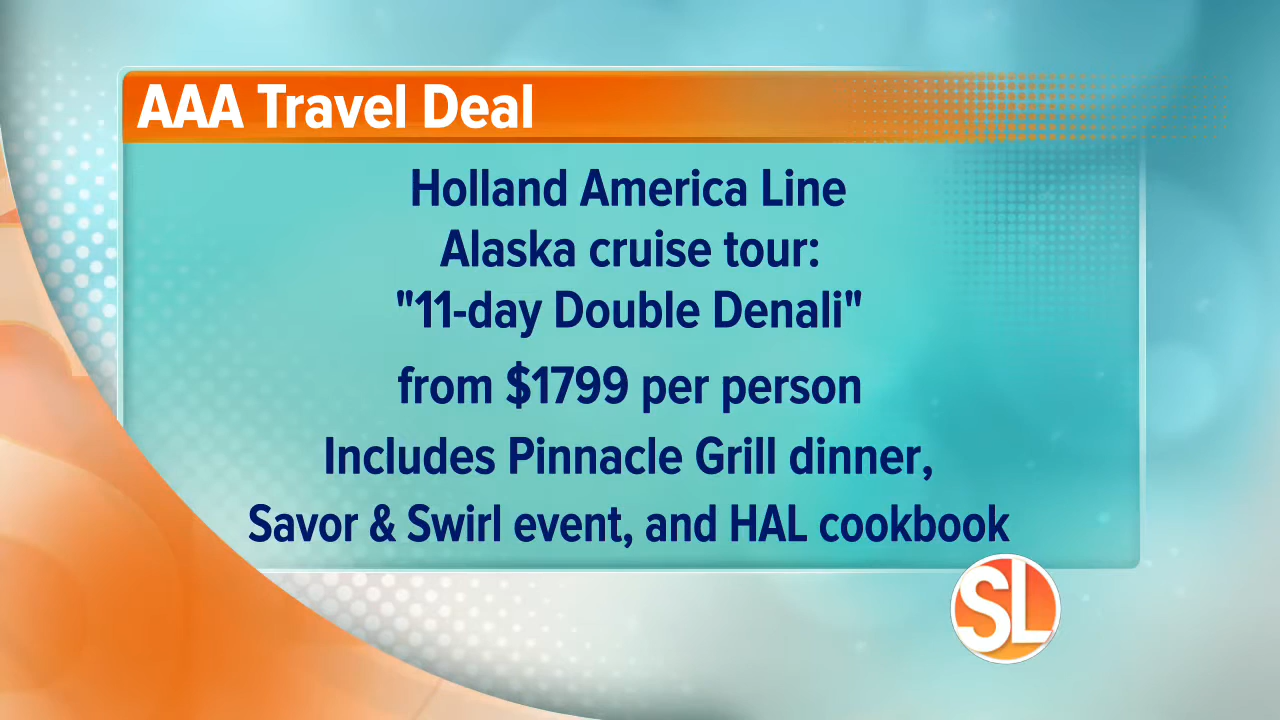 AAA Travel Deal
Holland America Line
Alaska cruise tour:
"11-day Double Denali"
from $1799 per person
Includes Pinnacle Grill dinner,
Savor & Swirl event, and HAL cookbook
SL